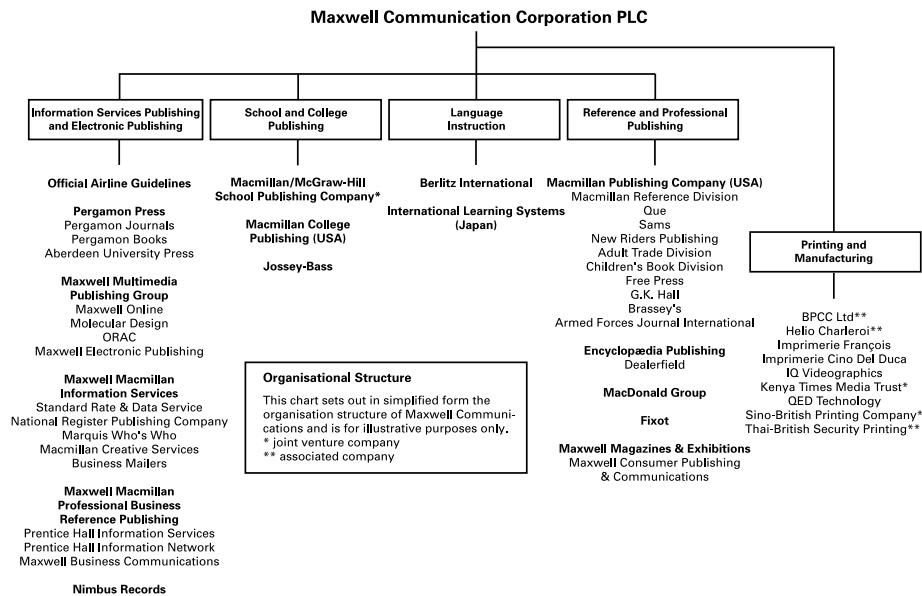 Maxwell Communication Corporation PLC
Information Services Publishing
and Electronic Publishing
Official Airline Guidelines
Pergamon Press
Pergamon Journals
Pergamon Books
Aberdeen University Press
Maxwell Multimedia
Publishing Group
Maxwell Online
Molecular Design
ORAC
Maxwell Electronic Publishing
Maxwell Macmillan
Information Services
Standard Rate & Data Service
National Register Publishing Company
Marquis Who's Who
Macmillan Creative Services
Business Mailers
Maxwell Macmillan
Professional Business
Reference Publishing
Prentice Hall Information Services
Prentice Hall Information Network
Maxwell Business Communications
Nimbus Records
School and College
Publishing
Macmillan/McGraw-Hill
School Publishing Company*
Macmillan College
Publishing (USA)
Jossey-Bass
Language
Instruction
Berlitz International
International Learning Systems
(Japan)
Reference and Professional
Publishing
Macmillan Publishing Company (USA)
Macmillan Reference Division
Que
Sams
New Riders Publishing
Adult Trade Division
Children's Book Division
Free Press
G.K. Hall
Brassey's
Armed Forces Journal International
Encyclopædia Publishing
Dealerfield
MacDonald Group
Fixot
Maxwell Magazines & Exhibitions
Maxwell Consumer Publishing
& Communications
Printing and
Manufacturing
BPCC Ltd**
Helio Charleroi**
Imprimerie François
Imprimerie Cino Del Duca
IQ Videographics
Kenya Times Media Trust*
QED Technology
Sino-British Printing Company*
Thai-British Security Printing**
Organisational Structure
This chart sets out in simplified form the
organisation structure of Maxwell Communi-
cations and is for illustrative purposes only.
* joint venture company
** associated company